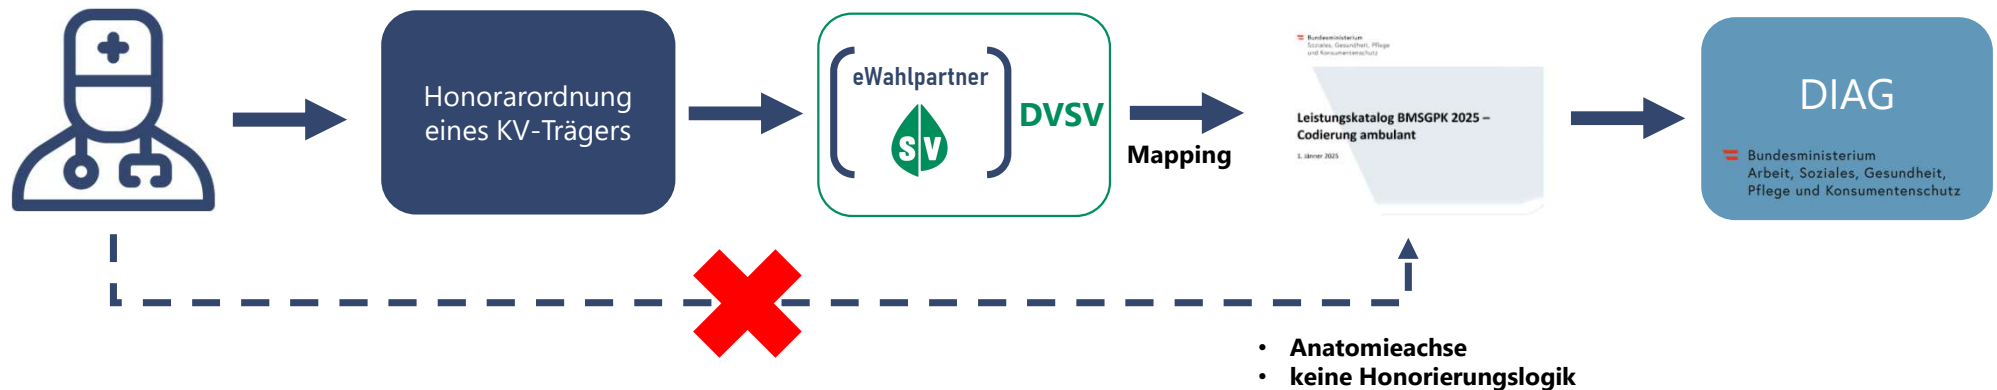 Honorarordnung
eines KV-Trägers
eWahlpartner
SV
DVSV
Mapping
Bundesministerium
Soziales, Gesundheit, Pflege
und Konsumentenschutz
Leistungskatalog BMSGPK 2025 –
Codierung ambulant
1. Jänner 2025
DIAG
Bundesministerium
Arbeit, Soziales, Gesundheit,
Pflege und Konsumentenschutz
• Anatomieachse
• keine Honorierungslogik